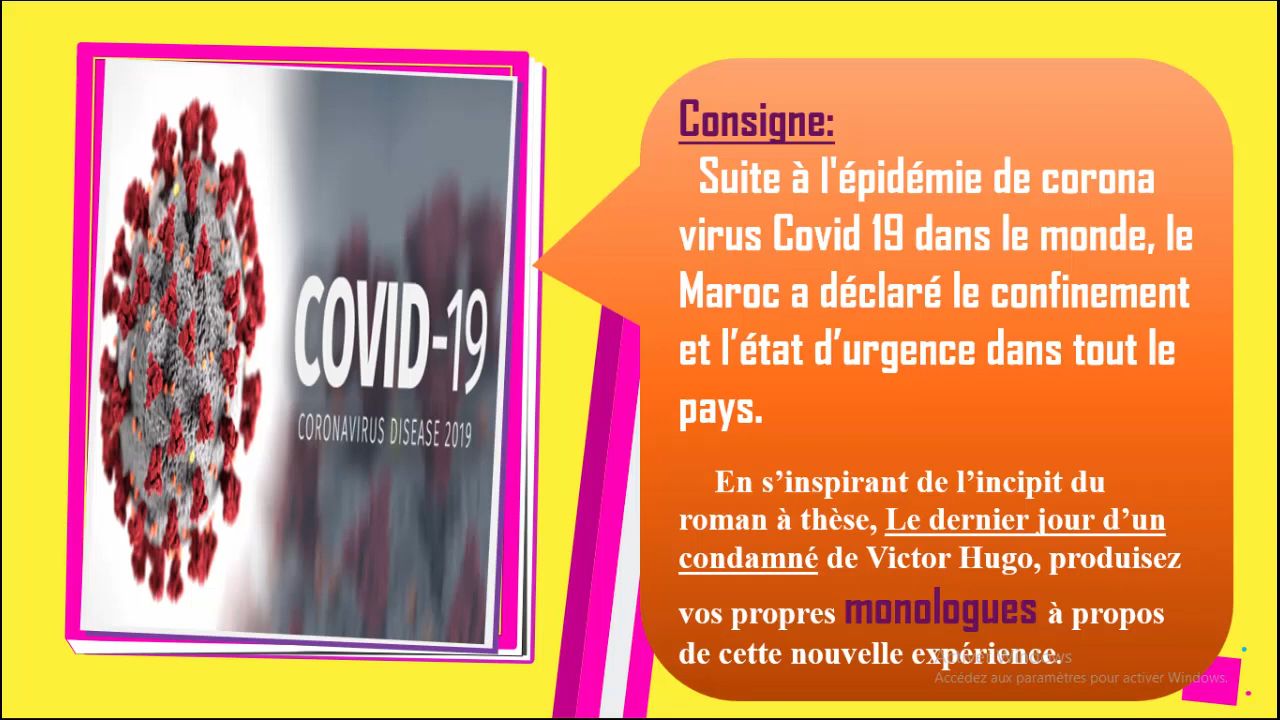 COVID-19
CORONAVIRUS DISEASE 2019
Consigne:
Suite à l'épidémie de corona
virus Covid 19 dans le monde, le
Maroc a déclaré le confinement
et l’état d’urgence dans tout le
pays.
En s’inspirant de l’incipit du
roman à thèse, Le dernier jour d’un
condamné de Victor Hugo, produisez
vos propres monologues à propos
de cette nouvelle expérience.
Activer Windows
Accédez aux paramètres pour activer Windows.